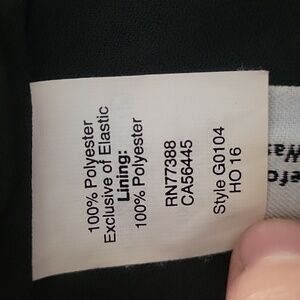 100% Polyester
Exclusive of Elastic
Lining:
100% Polyester
RN77388
CA56445
Style G0104
HO 16